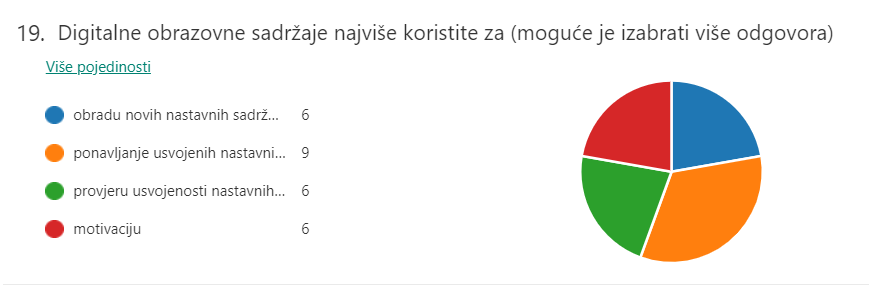 19. Digitalne obrazovne sadržaje najviše koristite za (moguće je izabrati više odgovora)
Više pojedinosti
obradu novih nastavnih sadrž... 6
ponavljanje usvojenih nastavni... 9
provjeru usvojenosti nastavnih... 6
motivaciju 6